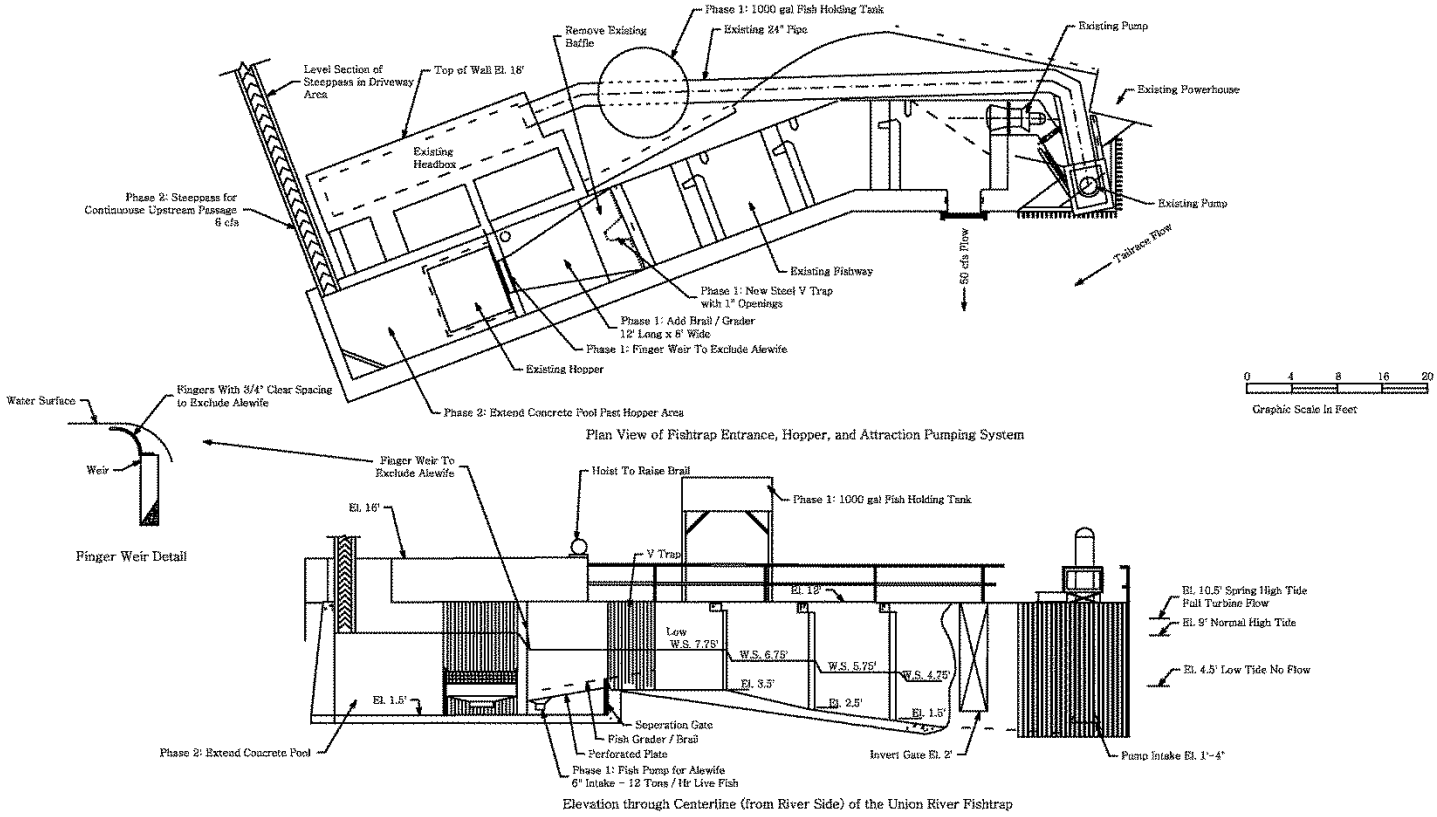 Phase 1: 1000 gal Fish Holding Tank
Remove Existing
Baffle
Existing 24" Pipe
Existing Pump
Level Section of
Steeppass in Driveway
Area
Top of Wall El. 18'
Existing Powerhouse
Existing
Headbox
Phase 2: Steeppass for
Continuous Upstream Passage
6 cfs
Existing Pump
Existing Fishway
50 cfs Flow
Tailrace Flow
Phase 1: New Steel V Trap
with 1" Openings
Phase 1: Add Brail / Grader
12' Long x 8' Wide
Phase 1: Finger Weir To Exclude Alewife
Existing Hopper
Phase 2: Extend Concrete Pool Past Hopper Area
0 4 8 16 20
Graphic Scale In Feet
Plan View of Fishtrap Entrance, Hopper, and Attraction Pumping System
Fingers With 3/4" Clear Spacing
to Exclude Alewife
Water Surface
Weir
Finger Weir Detail
Finger Weir To
Exclude Alewife
Hoist To Raise Brail
Phase 1: 1000 gal Fish Holding Tank
El. 16'
V Trap
El. 12'
El. 10.5' Spring High Tide
Full Turbine Flow
El. 9' Normal High Tide
Low
W.S. 7.75'
W.S. 6.75'
W.S. 5.75'
W.S. 4.75'
El. 4.5' Low Tide No Flow
El. 3.5'
El. 2.5'
El. 1.5'
El. 1.5'
Seperation Gate
Fish Grader / Brail
Perforated Plate
Phase 1: Fish Pump for Alewife
6" Intake - 12 Tons / Hr Live Fish
Phase 2: Extend Concrete Pool
Invert Gate El. 2'
Pump Intake El. 1'-4"
Elevation through Centerline (from River Side) of the Union River Fishtrap